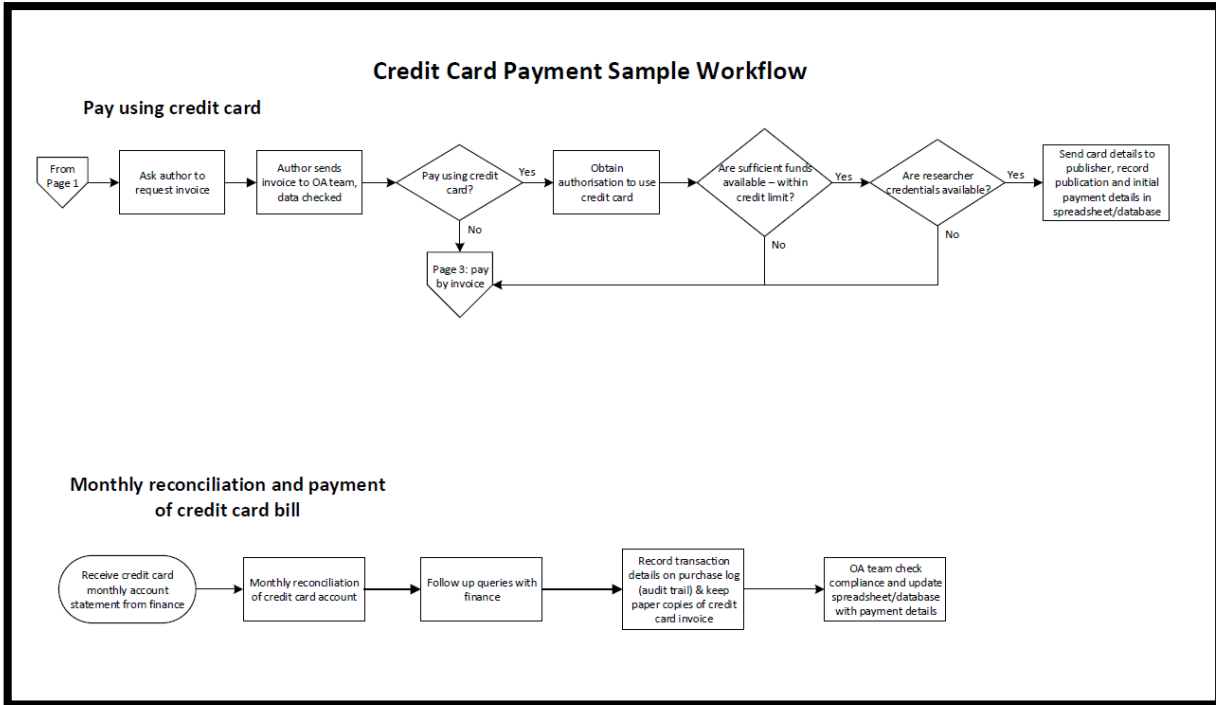 Credit Card Payment Sample Workflow
Pay using credit card
From
Page 1
Ask author to
request invoice
Author sends
invoice to OA team,
data checked
Pay using credit
card?
Yes
No
Page 3: pay
by invoice
Obtain
authorisation to use
credit card
Are sufficient funds
available – within
credit limit?
Yes
No
Are researcher
credentials available?
Yes
No
Send card details to
publisher, record
publication and initial
payment details in
spreadsheet/database
Monthly reconciliation and payment
of credit card bill
Receive credit card
monthly account
statement from finance
Monthly reconciliation
of credit card account
Follow up queries with
finance
Record transaction
details on purchase log
(audit trail) & keep
paper copies of credit
card invoice
OA team check
compliance and update
spreadsheet/database
with payment details